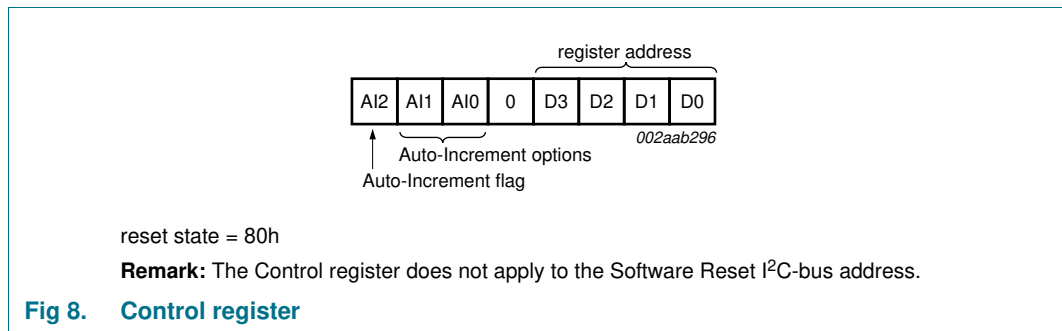 register address
AI2 AI1 AI0 0 D3 D2 D1 D0
002aab296
Auto-Increment options
Auto-Increment flag
reset state = 80h
Remark: The Control register does not apply to the Software Reset I²C-bus address.
Fig 8. Control register